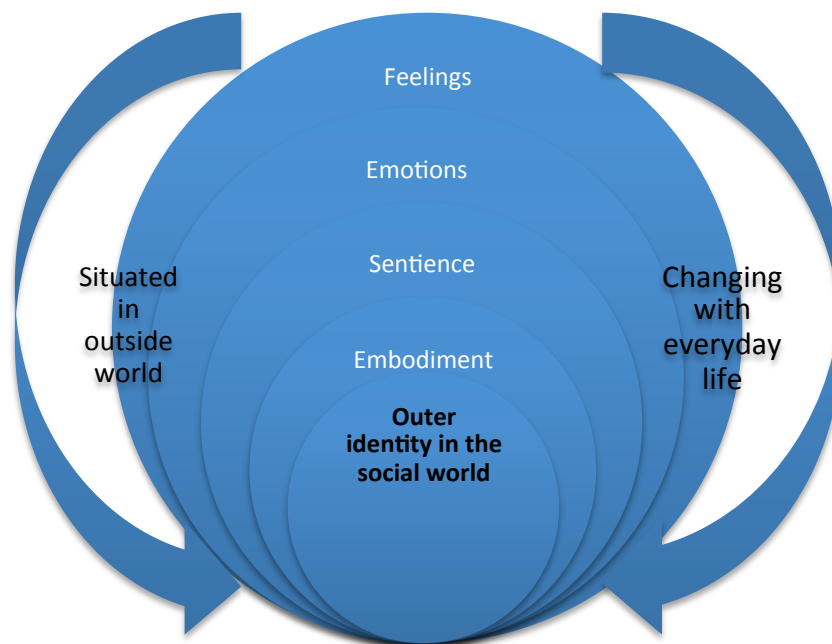 Feelings
Emotions
Sentience
Embodiment
Outer
identity in the
social world
Situated
in
outside
world
Changing
with
everyday
life